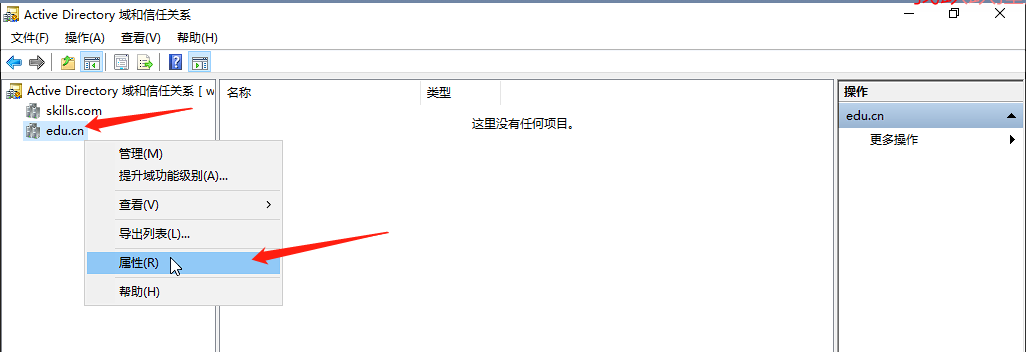 Active Directory 域和信任关系
文件(F) 操作(A) 查看(V) 帮助(H)
Active Directory 域和信任关系 [ w
skills.com
edu.cn
管理(M)
提升域功能级别(A)...
查看(V)
导出列表(L)...
属性(R)
帮助(H)
名称 类型
这里没有任何项目。
操作
edu.cn
更多操作